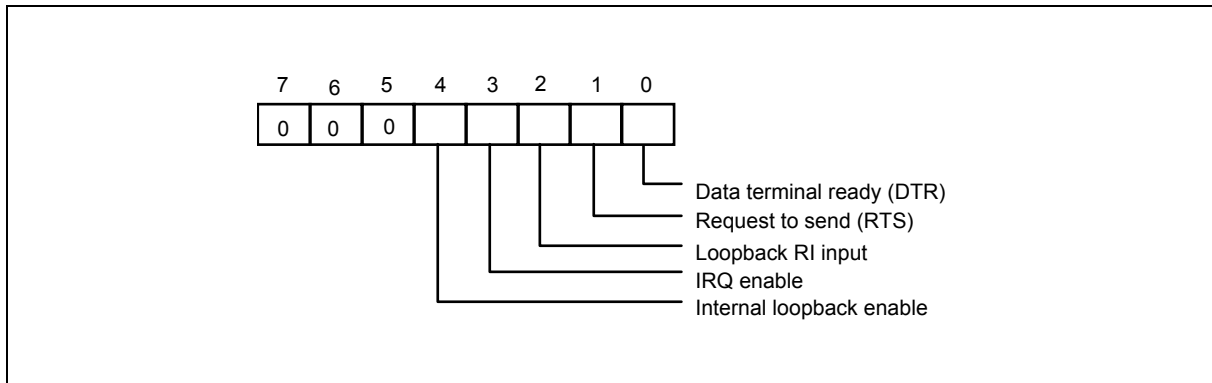 7 6 5 4 3 2 1 0
0 0 0
Data terminal ready (DTR)
Request to send (RTS)
Loopback RI input
IRQ enable
Internal loopback enable